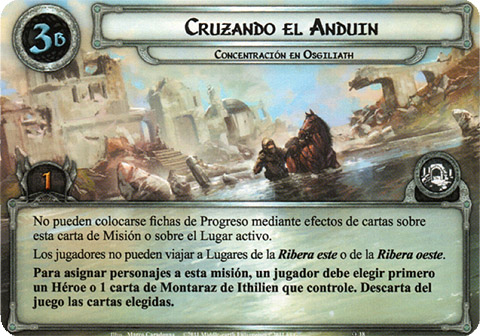 3B
CRUZANDO EL ANDUIN
CONCENTRACIÓN EN OSGILIATH
1
No pueden colocarse fichas de Progreso mediante efectos de cartas sobre
esta carta de Misión o sobre el Lugar activo.
Los jugadores no pueden viajar a Lugares de la Ribera este o de la Ribera oeste.
Para asignar personajes a esta misión, un jugador debe elegir primero
un Héroe o 1 carta de Montaraz de Ithilien que controle. Descarta del
juego las cartas elegidas.